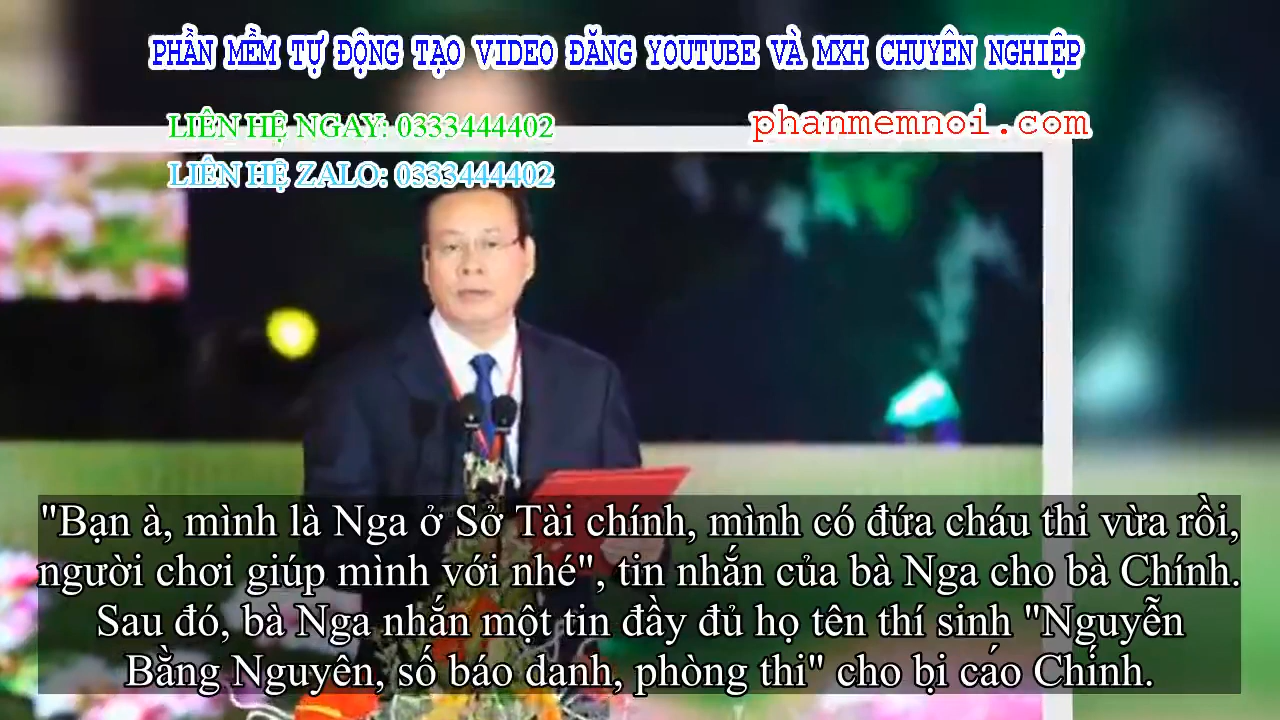 PHẦN MỀM TỰ ĐỘNG TẠO VIDEO ĐĂNG YOUTUBE VÀ MXH CHUYÊN NGHIỆP
LIÊN HỆ NGAY: 0333444402
phanmemnoi.com
LIÊN HỆ ZALO: 0333444402
"Bạn à, mình là Nga ở Sở Tài chính, mình có đứa cháu thi vừa rồi,
người chơi giúp mình với nhé", tin nhắn của bà Nga cho bà Chính.
Sau đó, bà Nga nhắn một tin đầy đủ họ tên thí sinh "Nguyễn
Bằng Nguyên, số báo danh, phòng thi" cho bị cáo Chính.